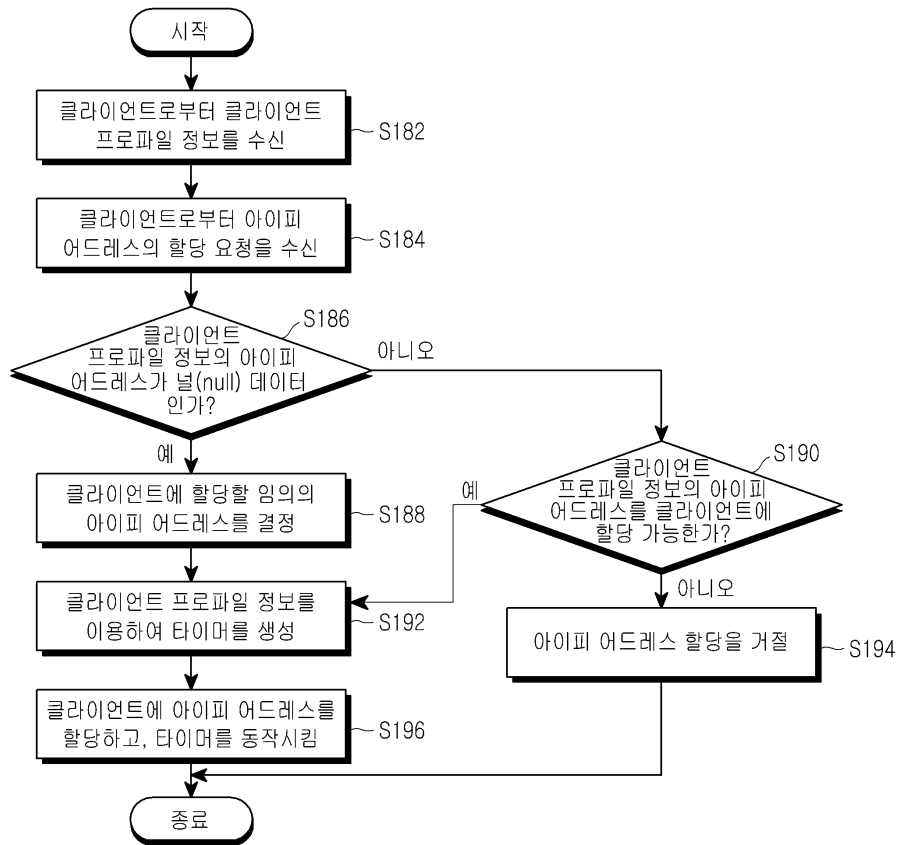 시작
클라이언트로부터 클라이언트
프로파일 정보를 수신
S182
클라이언트로부터 아이피
어드레스의 할당 요청을 수신
S184
클라이언트
프로파일 정보의 아이피
어드레스가 널(null) 데이터
인가?
S186
아니오
예
클라이언트에 할당할 임의의
아이피 어드레스를 결정
S188
클라이언트
프로파일 정보의 아이피
어드레스를 클라이언트에
할당 가능한가?
S190
예
아니오
클라이언트 프로파일 정보를
이용하여 타이머를 생성
S192
아이피 어드레스 할당을 거절
S194
클라이언트에 아이피 어드레스를
할당하고, 타이머를 동작시킴
S196
종료